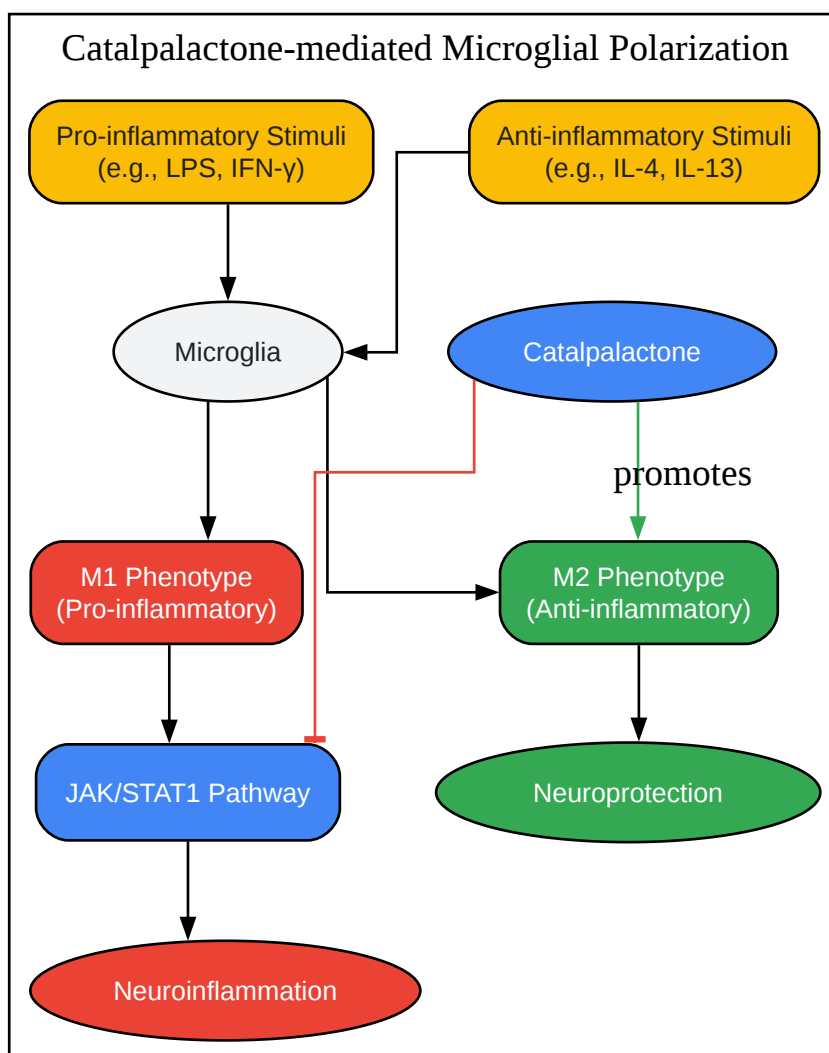 Catalpalactone-mediated Microglial Polarization
Pro-inflammatory Stimuli
(e.g., LPS, IFN-γ)
Anti-inflammatory Stimuli
(e.g., IL-4, IL-13)
Microglia
Catalpalactone
promotes
M1 Phenotype
(Pro-inflammatory)
M2 Phenotype
(Anti-inflammatory)
JAK/STAT1 Pathway
Neuroprotection
Neuroinflammation